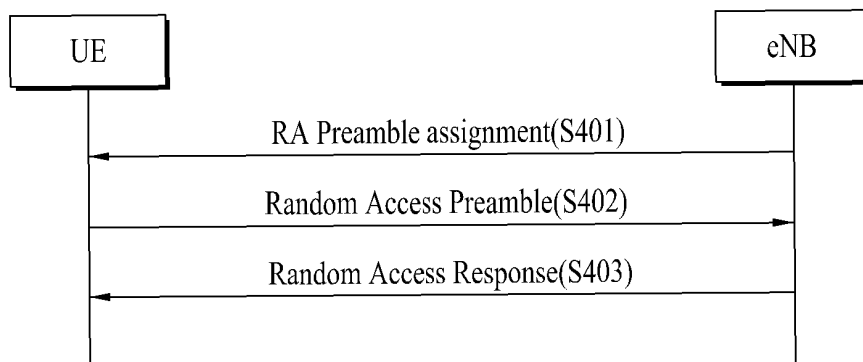 UE
eNB
RA Preamble assignment(S401)
Random Access Preamble(S402)
Random Access Response(S403)